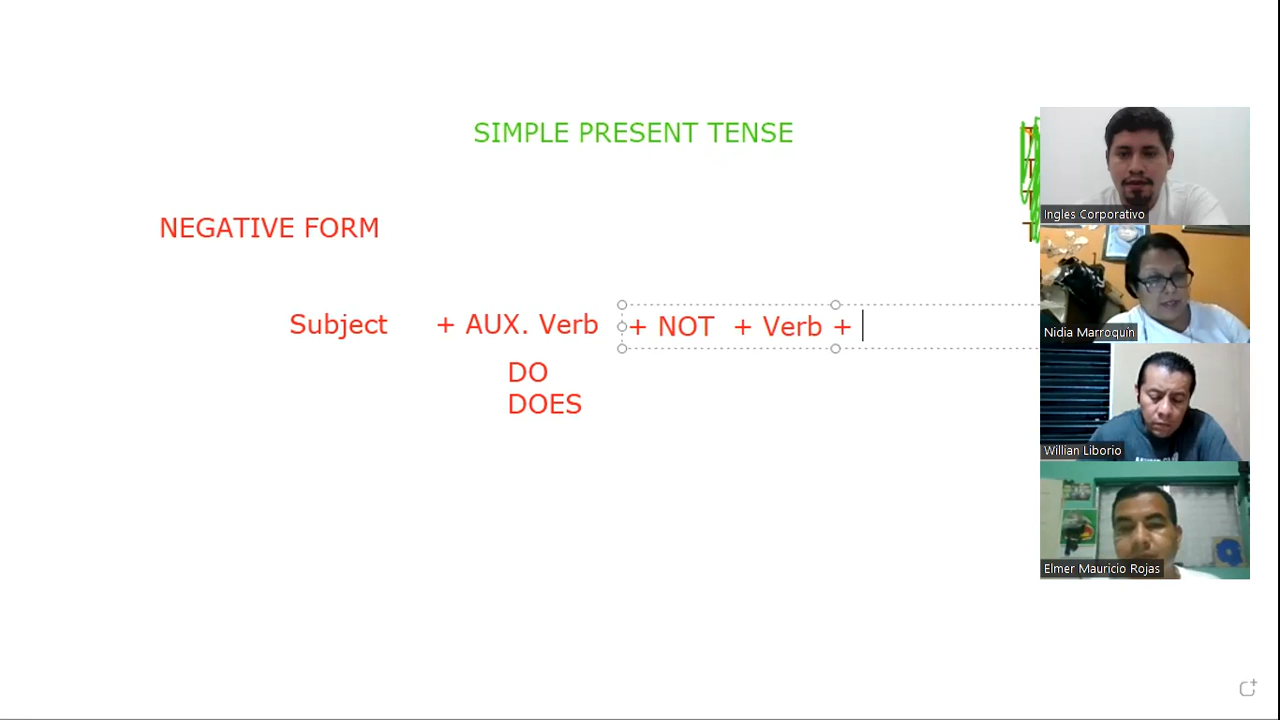 SIMPLE PRESENT TENSE
NEGATIVE FORM
Subject + AUX. Verb + NOT + Verb +
DO
DOES
Ingles Corporativo
Nidia Marroquin
Willian Liborio
Elmer Mauricio Rojas